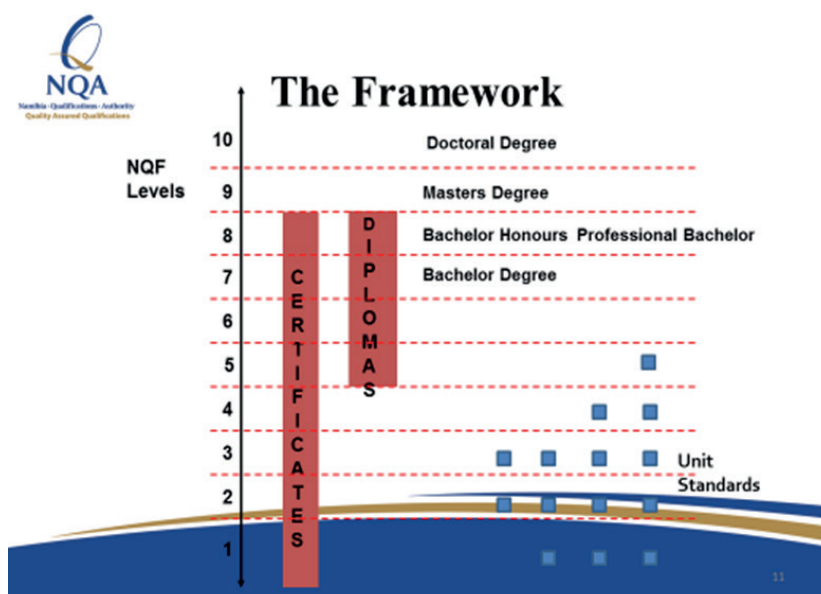 NQA
Namibia · Qualifications · Authority
Quality Assured Qualifications
The Framework
NQF
Levels
10 Doctoral Degree
9 Masters Degree
8 Bachelor Honours Professional Bachelor
7 Bachelor Degree
6
5
4
3
2
1
CERTIFICATES
DIPLOMAS
Unit
Standards
11